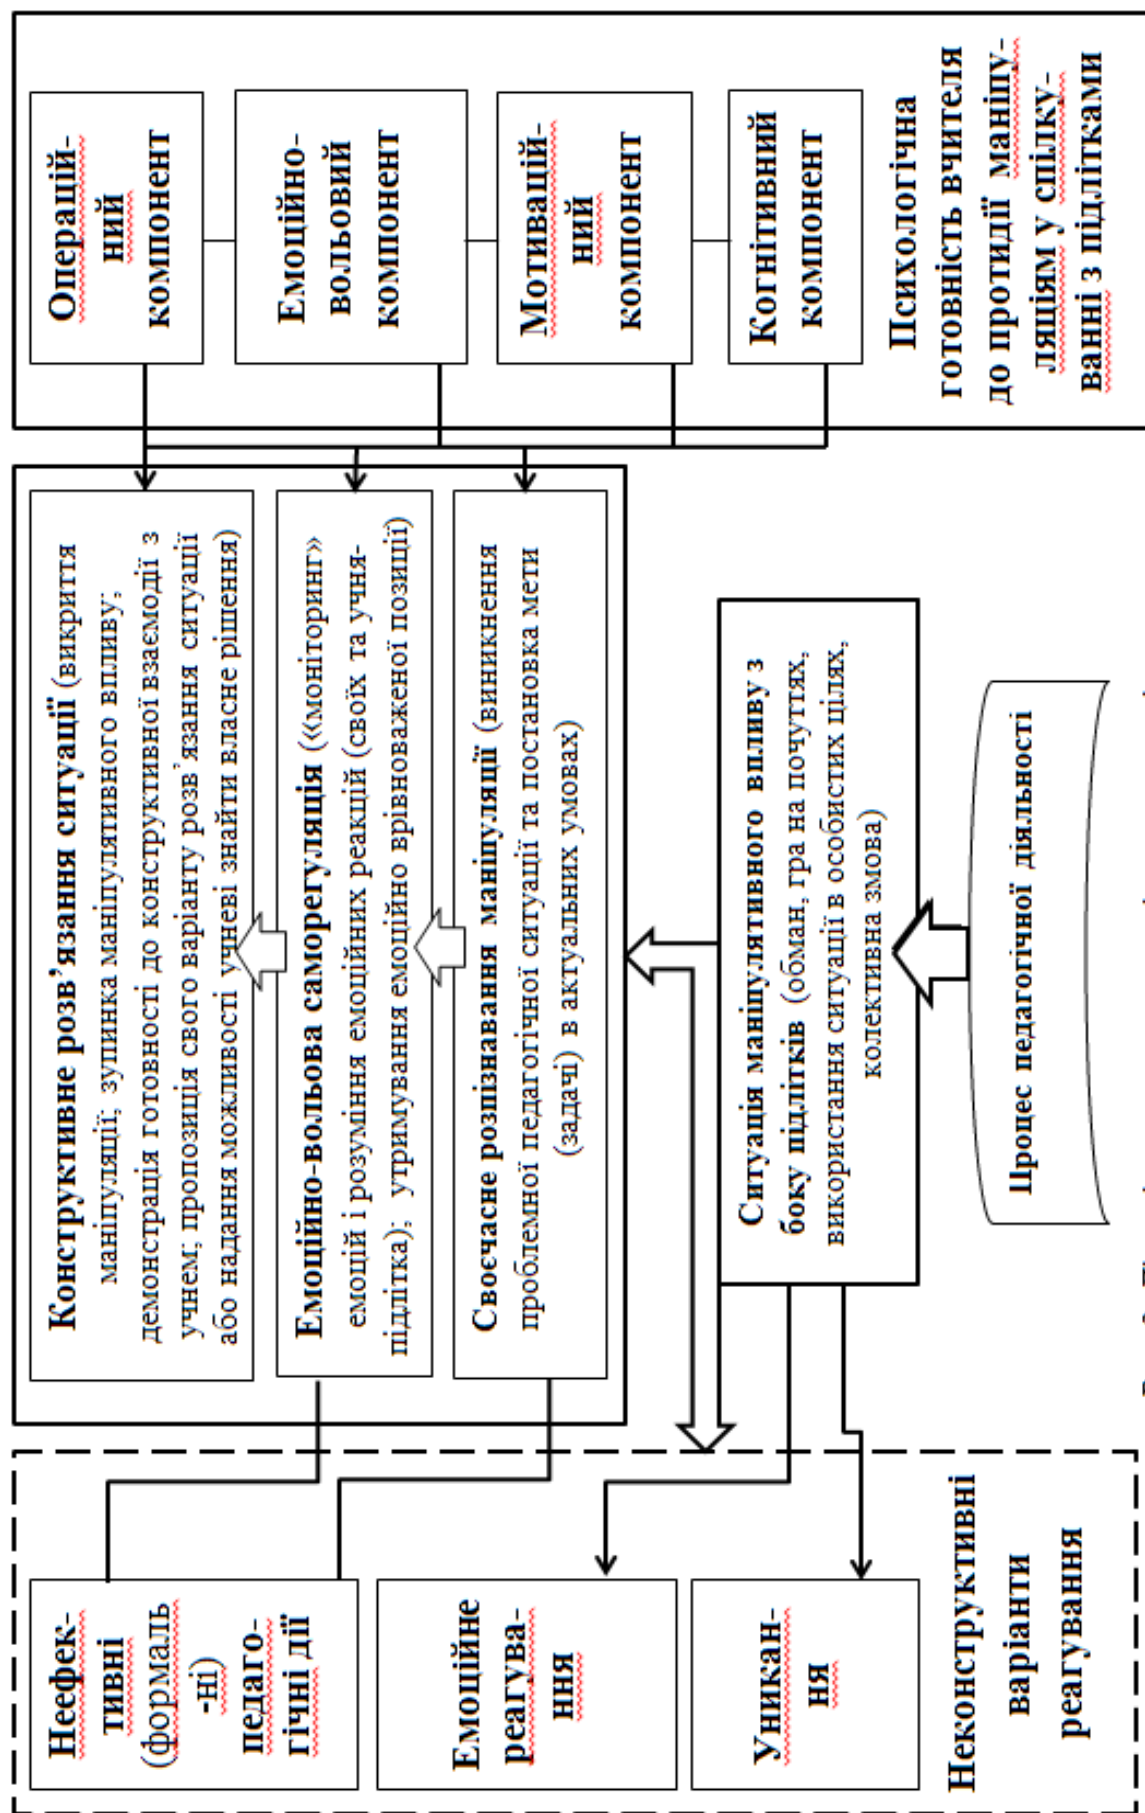 Неефек-
тивні
(формаль
-ні)
педаго-
гічні дії
Емоційне
реагува-
ння
Уникан-
ня
Неконструктивні
варіанти
реагування
Конструктивне розв’язання ситуації (викриття
маніпуляції; зупинка маніпулятивного впливу;
демонстрація готовності до конструктивної взаємодії з
учнем; пропозиція свого варіанту розв’язання ситуації
або надання можливості учневі знайти власне рішення)
Емоційно-вольова саморегуляція («моніторинг»
емоцій і розуміння емоційних реакцій (своїх та учня-
підлітка); утримування емоційно врівноваженої позиції)
Своєчасне розпізнавання маніпуляції (виникнення
проблемної педагогічної ситуації та постановка мети
(задачі) в актуальних умовах)
Ситуація маніпулятивного впливу з
боку підлітків (обман, гра на почуттях,
використання ситуації в особистих цілях,
колективна змова)
Процес педагогічної діяльності
Операцій-
ний
компонент
Емоційно-
вольовий
компонент
Мотивацій-
ний
компонент
Когнітивний
компонент
Психологічна
готовність вчителя
до протидії маніпу-
ляціям у спілку-
ванні з підлітками